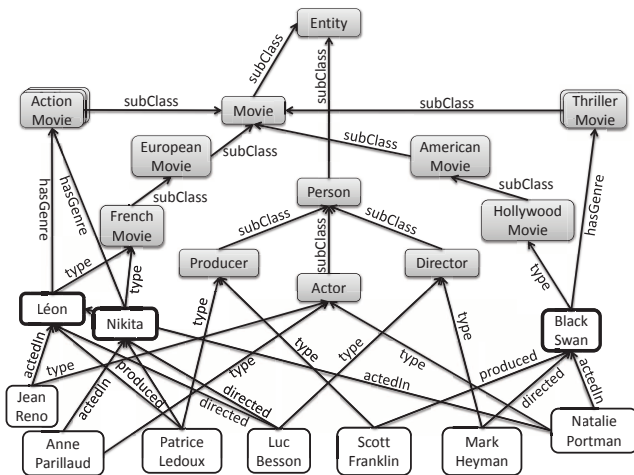 Entity
subClass
subClass
Action
Movie
subClass
Movie
subClass
Thriller
Movie
European
Movie
subClass
subClass
American
Movie
hasGenre
hasGenre
subClass
Person
subClass
hasGenre
French
Movie
subClass
subClass
subClass
Hollywood
Movie
type
type
Producer
Actor
Director
type
Léon
Nikita
Black
Swan
type
type
type
type
type
actedIn
type
actedIn
produced
directed
directed
actedIn
produced
directed
actedIn
Jean
Reno
Anne
Parillaud
Patrice
Ledoux
Luc
Besson
Scott
Franklin
Mark
Heyman
Natalie
Portman